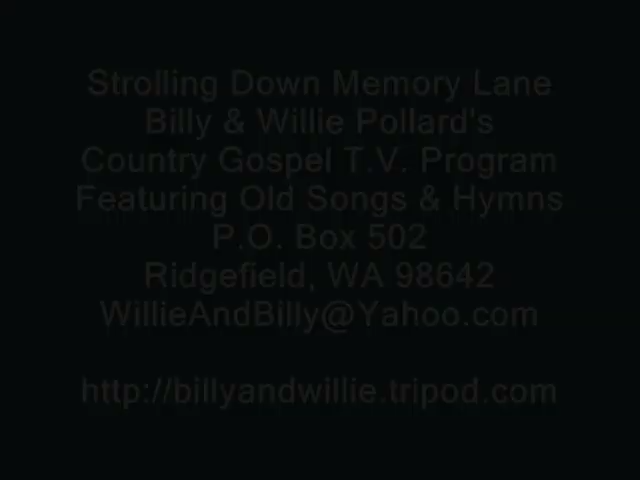 Strolling Down Memory Lane
Billy & Willie Pollard's
Country Gospel T.V. Program
Featuring Old Songs & Hymns
P.O. Box 502
Ridgefield, WA 98642
WillieAndBilly@Yahoo.com
http://billyandwillie.tripod.com